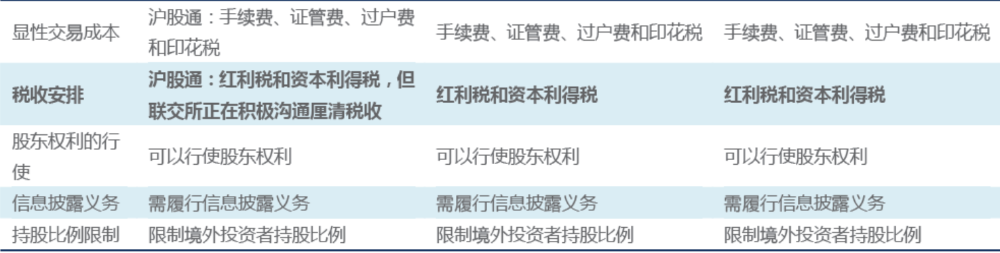 显性交易成本
沪股通：手续费、证管费、过户费
和印花税
手续费、证管费、过户费和印花税
手续费、证管费、过户费和印花税
税收安排
沪股通：红利税和资本利得税，但
联交所正在积极沟通厘清税收
红利税和资本利得税
红利税和资本利得税
股东权利的行
使
可以行使股东权利
可以行使股东权利
可以行使股东权利
信息披露义务
需履行信息披露义务
需履行信息披露义务
需履行信息披露义务
持股比例限制
限制境外投资者持股比例
限制境外投资者持股比例
限制境外投资者持股比例